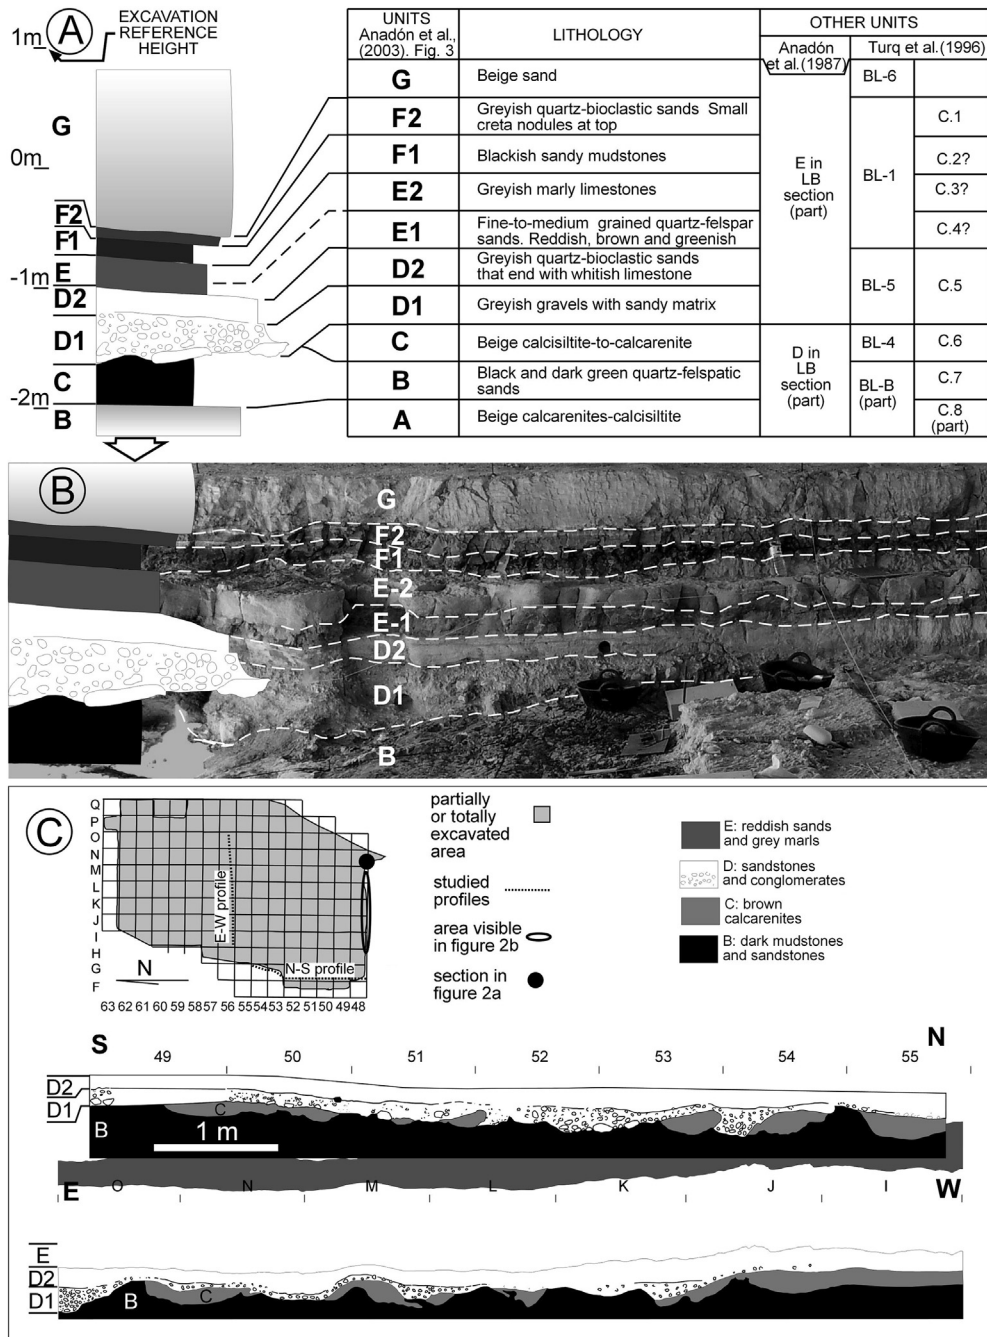 A
EXCAVATION
REFERENCE
HEIGHT
1m
0m
-1m
-2m
G
F2
F1
E
D2
D1
C
B
UNITS
Anadón et al.,
(2003). Fig. 3
LITHOLOGY
OTHER UNITS
Anadón
et al.(1987)
Turq et al.(1996)
G
Beige sand
BL-6
F2
Greyish quartz-bioclastic sands Small
creta nodules at top
C.1
F1
Blackish sandy mudstones
C.2?
E2
Greyish marly limestones
C.3?
E1
Fine-to-medium grained quartz-felspar
sands. Reddish, brown and greenish
C.4?
BL-1
E in
LB
section
(part)
D2
Greyish quartz-bioclastic sands
that end with whitish limestone
D1
Greyish gravels with sandy matrix
BL-5
C.5
C
Beige calcisiltite-to-calcarenite
BL-4
C.6
B
Black and dark green quartz-felspatic
sands
BL-B
(part)
C.7
A
Beige calcarenites-calcisiltite
C.8
(part)
D in
LB
section
(part)
B
G
F2
F1
E-2
E-1
D2
D1
B
C
Q
P
O
N
M
L
K
J
I
H
G
F
E-W profile
N-S profile
N
63 62 61 60 59 58 57 56 55 54 53 52 51 50 49 48
partially
or totally
excavated
area
studied
profiles
area visible
in figure 2b
section in
figure 2a
E: reddish sands
and grey marls
D: sandstones
and conglomerates
C: brown
calcarenites
B: dark mudstones
and sandstones
S
49 50 51 52 53 54 55
N
D2
D1
B
C
1 m
E
O N M L K J I
W
E
D2
D1
B
C